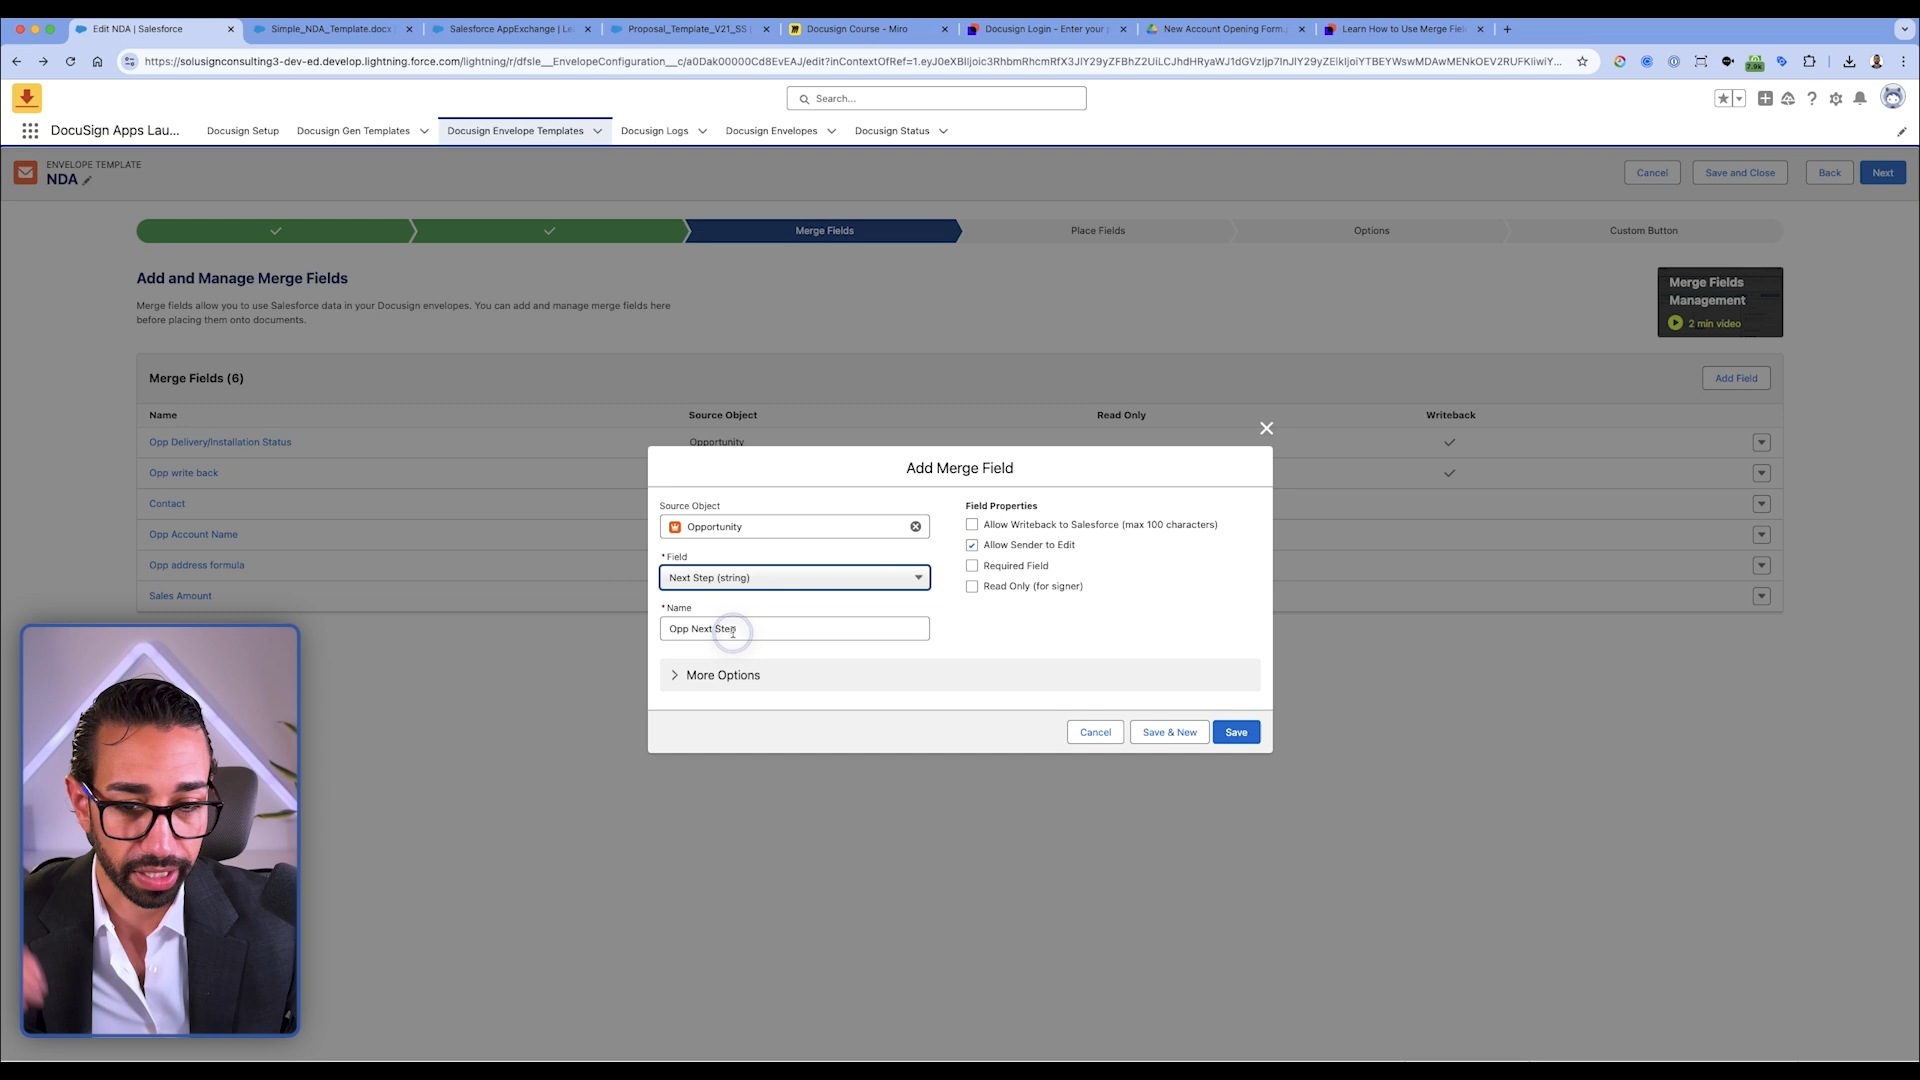 Edit NDA | Salesforce
Simple_NDA_Template.docx
Salesforce AppExchange | Le
Proposal_Template_V21_SS
Docusign Course - Miro
Docusign Login - Enter your
New Account Opening Form.
Learn How to Use Merge Fiel
Search...
DocuSign Apps Lau...
Docusign Setup
Docusign Gen Templates
Docusign Envelope Templates
Docusign Logs
Docusign Envelopes
Docusign Status
ENVELOPE TEMPLATE
NDA
Cancel
Save and Close
Back
Next
Merge Fields
Place Fields
Options
Custom Button
Add and Manage Merge Fields
Merge fields allow you to use Salesforce data in your Docusign envelopes. You can add and manage merge fields here
before placing them onto documents.
Merge Fields
Management
2 min video
Merge Fields (6)
Add Field
Name
Source Object
Read Only
Writeback
Opp Delivery/Installation Status
Opportunity
Opp write back
Contact
Opp Account Name
Opp address formula
Sales Amount
Add Merge Field
Source Object
Opportunity
* Field
Next Step (string)
* Name
Opp Next Step
Field Properties
Allow Writeback to Salesforce (max 100 characters)
Allow Sender to Edit
Required Field
Read Only (for signer)
More Options
Cancel
Save & New
Save